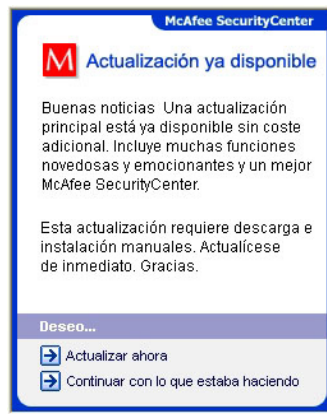 McAfee SecurityCenter
M Actualización ya disponible
Buenas noticias Una actualización
principal está ya disponible sin coste
adicional. Incluye muchas funciones
novedosas y emocionantes y un mejor
McAfee SecurityCenter.
Esta actualización requiere descarga e
instalación manuales. Actualícese
de inmediato. Gracias.
Deseo...
Actualizar ahora
Continuar con lo que estaba haciendo